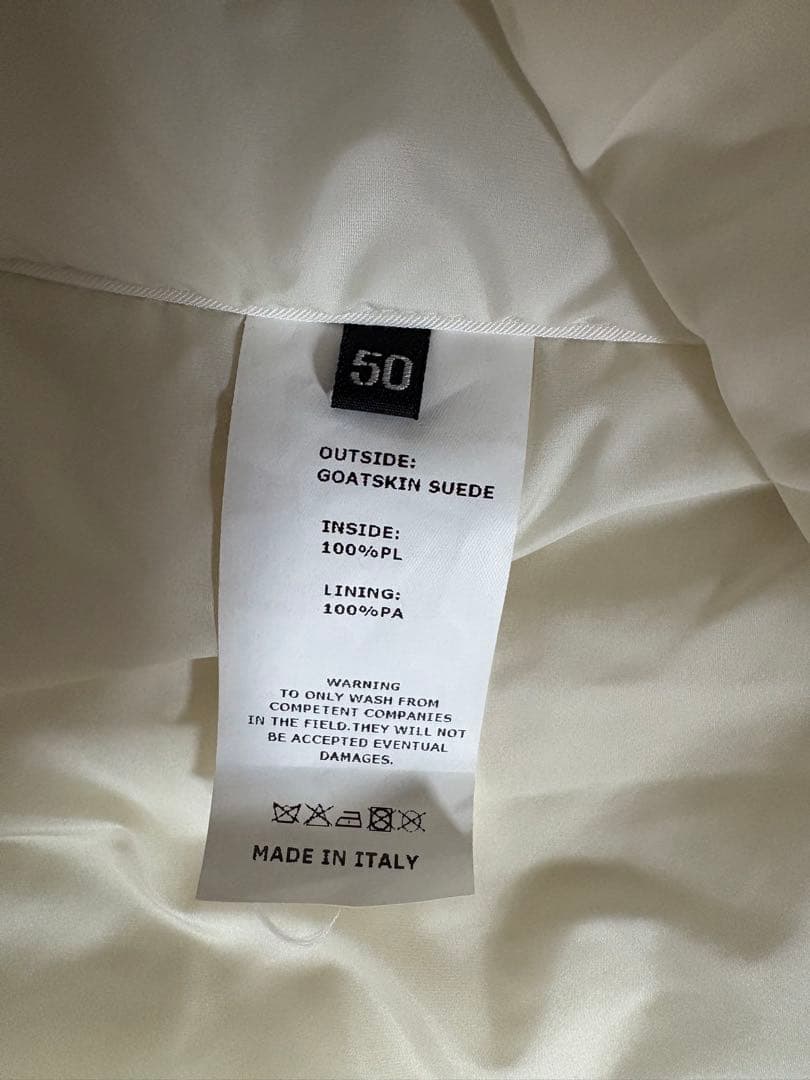 50
OUTSIDE:
GOATSKIN SUEDE
INSIDE:
100%PL
LINING:
100%PA
WARNING
TO ONLY WASH FROM
COMPETENT COMPANIES
IN THE FIELD.THEY WILL NOT
BE ACCEPTED EVENTUAL
DAMAGES.
MADE IN ITALY